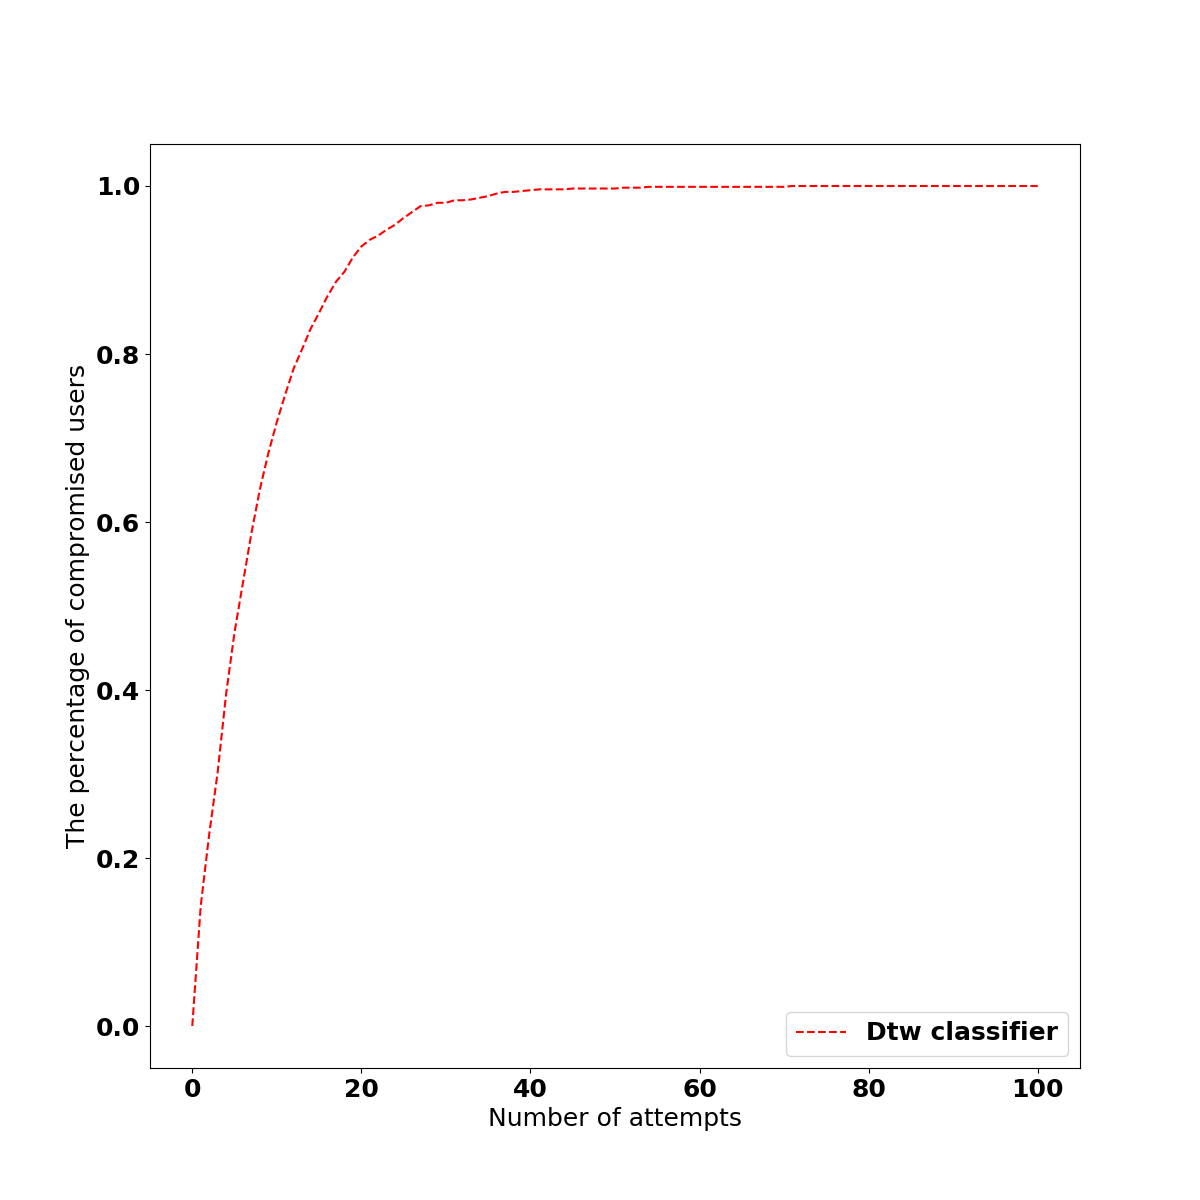 The percentage of compromised users
1.0
0.8
0.6
0.4
0.2
0.0
0 20 40 60 80 100
Number of attempts
Dtw classifier